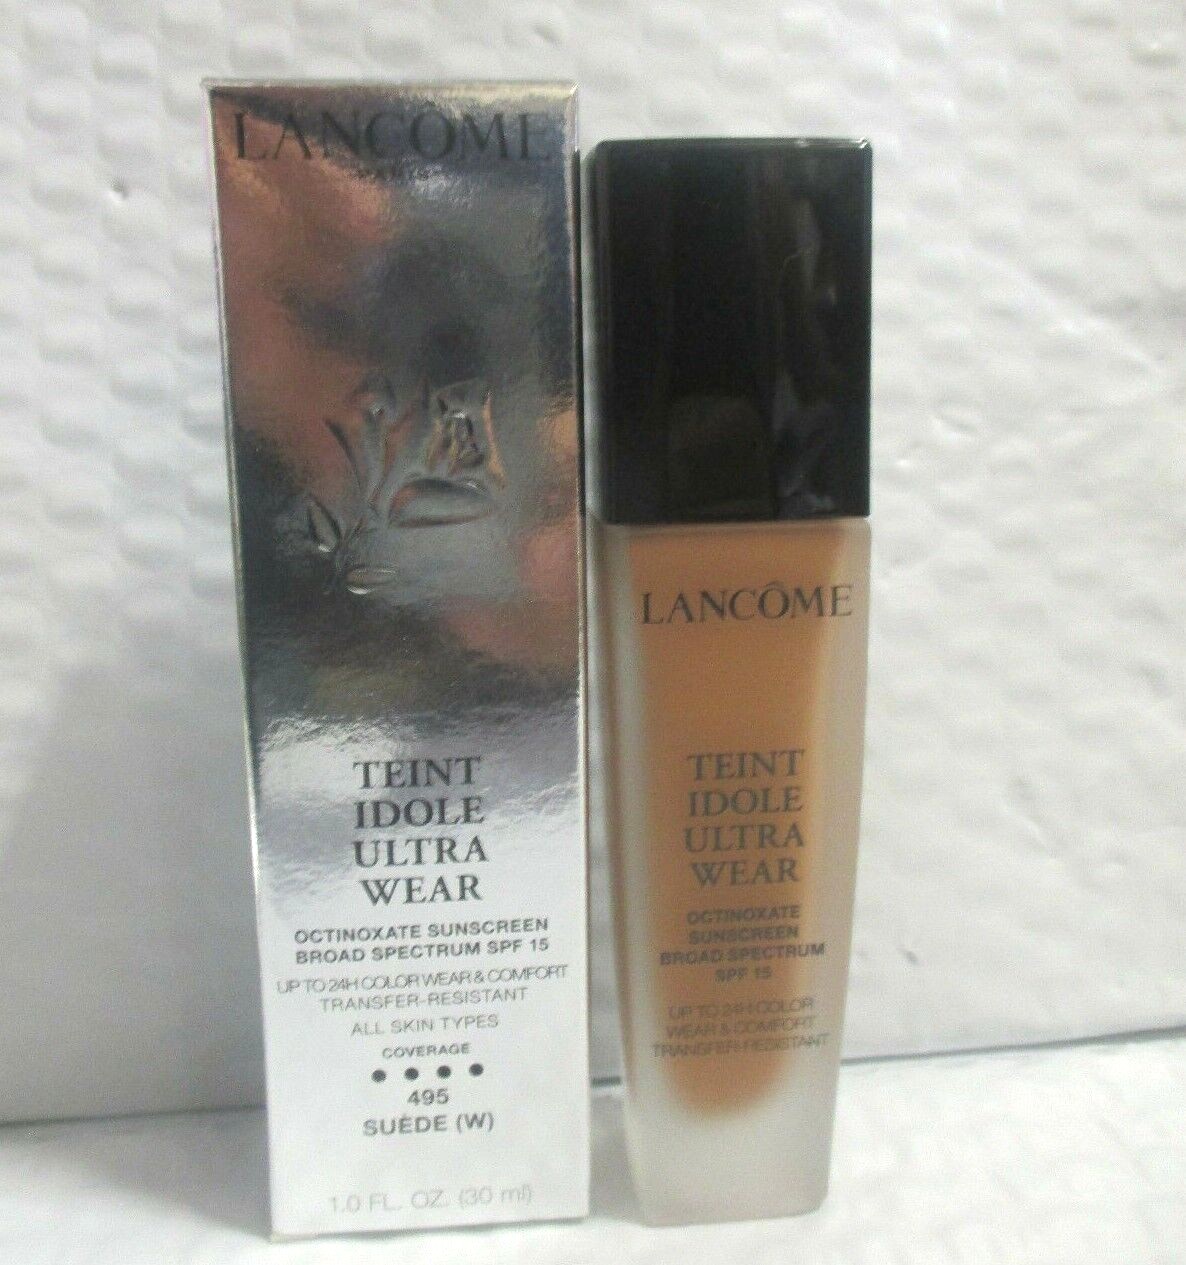 LANCÔME
PARIS
TEINT
IDOLE
ULTRA
WEAR
OCTINOXATE SUNSCREEN
BROAD SPECTRUM SPF 15
UP TO 24H COLOR WEAR & COMFORT
TRANSFER-RESISTANT
ALL SKIN TYPES
COVERAGE
495
SUÈDE (W)
1.0 FL. OZ. (30 ml)
LANCÔME
TEINT
IDOLE
ULTRA
WEAR
OCTINOXATE
SUNSCREEN
BROAD SPECTRUM
SPF 15
UP TO 24H COLOR
WEAR & COMFORT
TRANSFER-RESISTANT